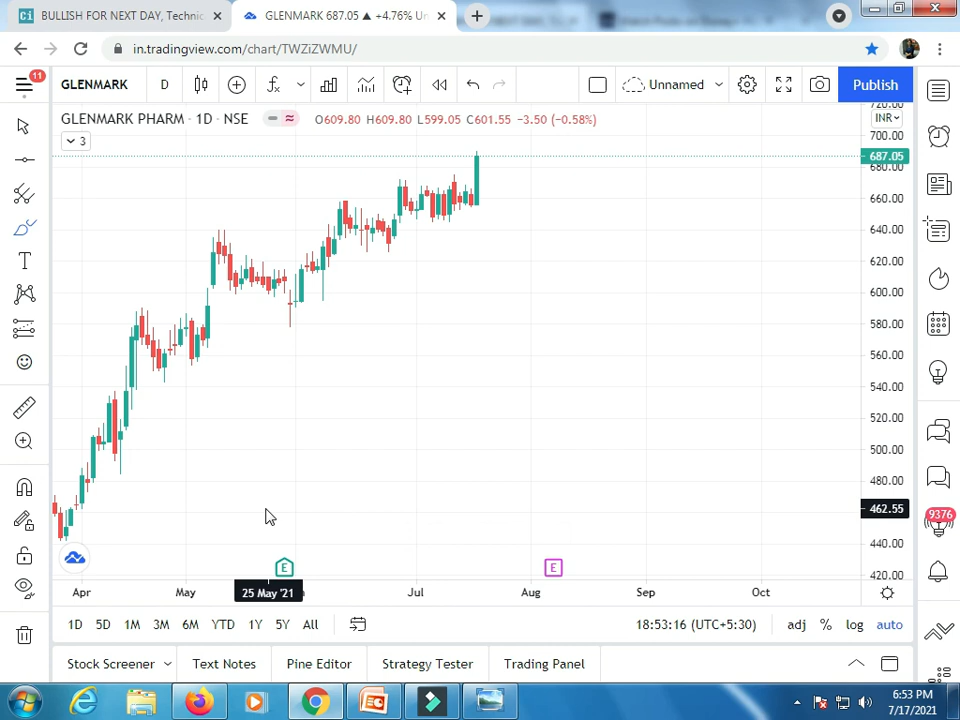 BULLISH FOR NEXT DAY, Technic
GLENMARK 687.05 ▲ +4.76% Un
in.tradingview.com/chart/TWZiZWMU/
11
GLENMARK
D
Unnamed
Publish
GLENMARK PHARM · 1D · NSE
O609.80 H609.80 L599.05 C601.55 −3.50 (−0.58%)
3
720.00
INR
700.00
687.05
680.00
660.00
640.00
620.00
600.00
580.00
560.00
540.00
520.00
500.00
480.00
462.55
440.00
420.00
9376
E
E
Apr
May
25 May '21
Jul
Aug
Sep
Oct
1D 5D 1M 3M 6M YTD 1Y 5Y All
18:53:16 (UTC+5:30)
adj % log auto
Stock Screener
Text Notes
Pine Editor
Strategy Tester
Trading Panel
6:53 PM
7/17/2021